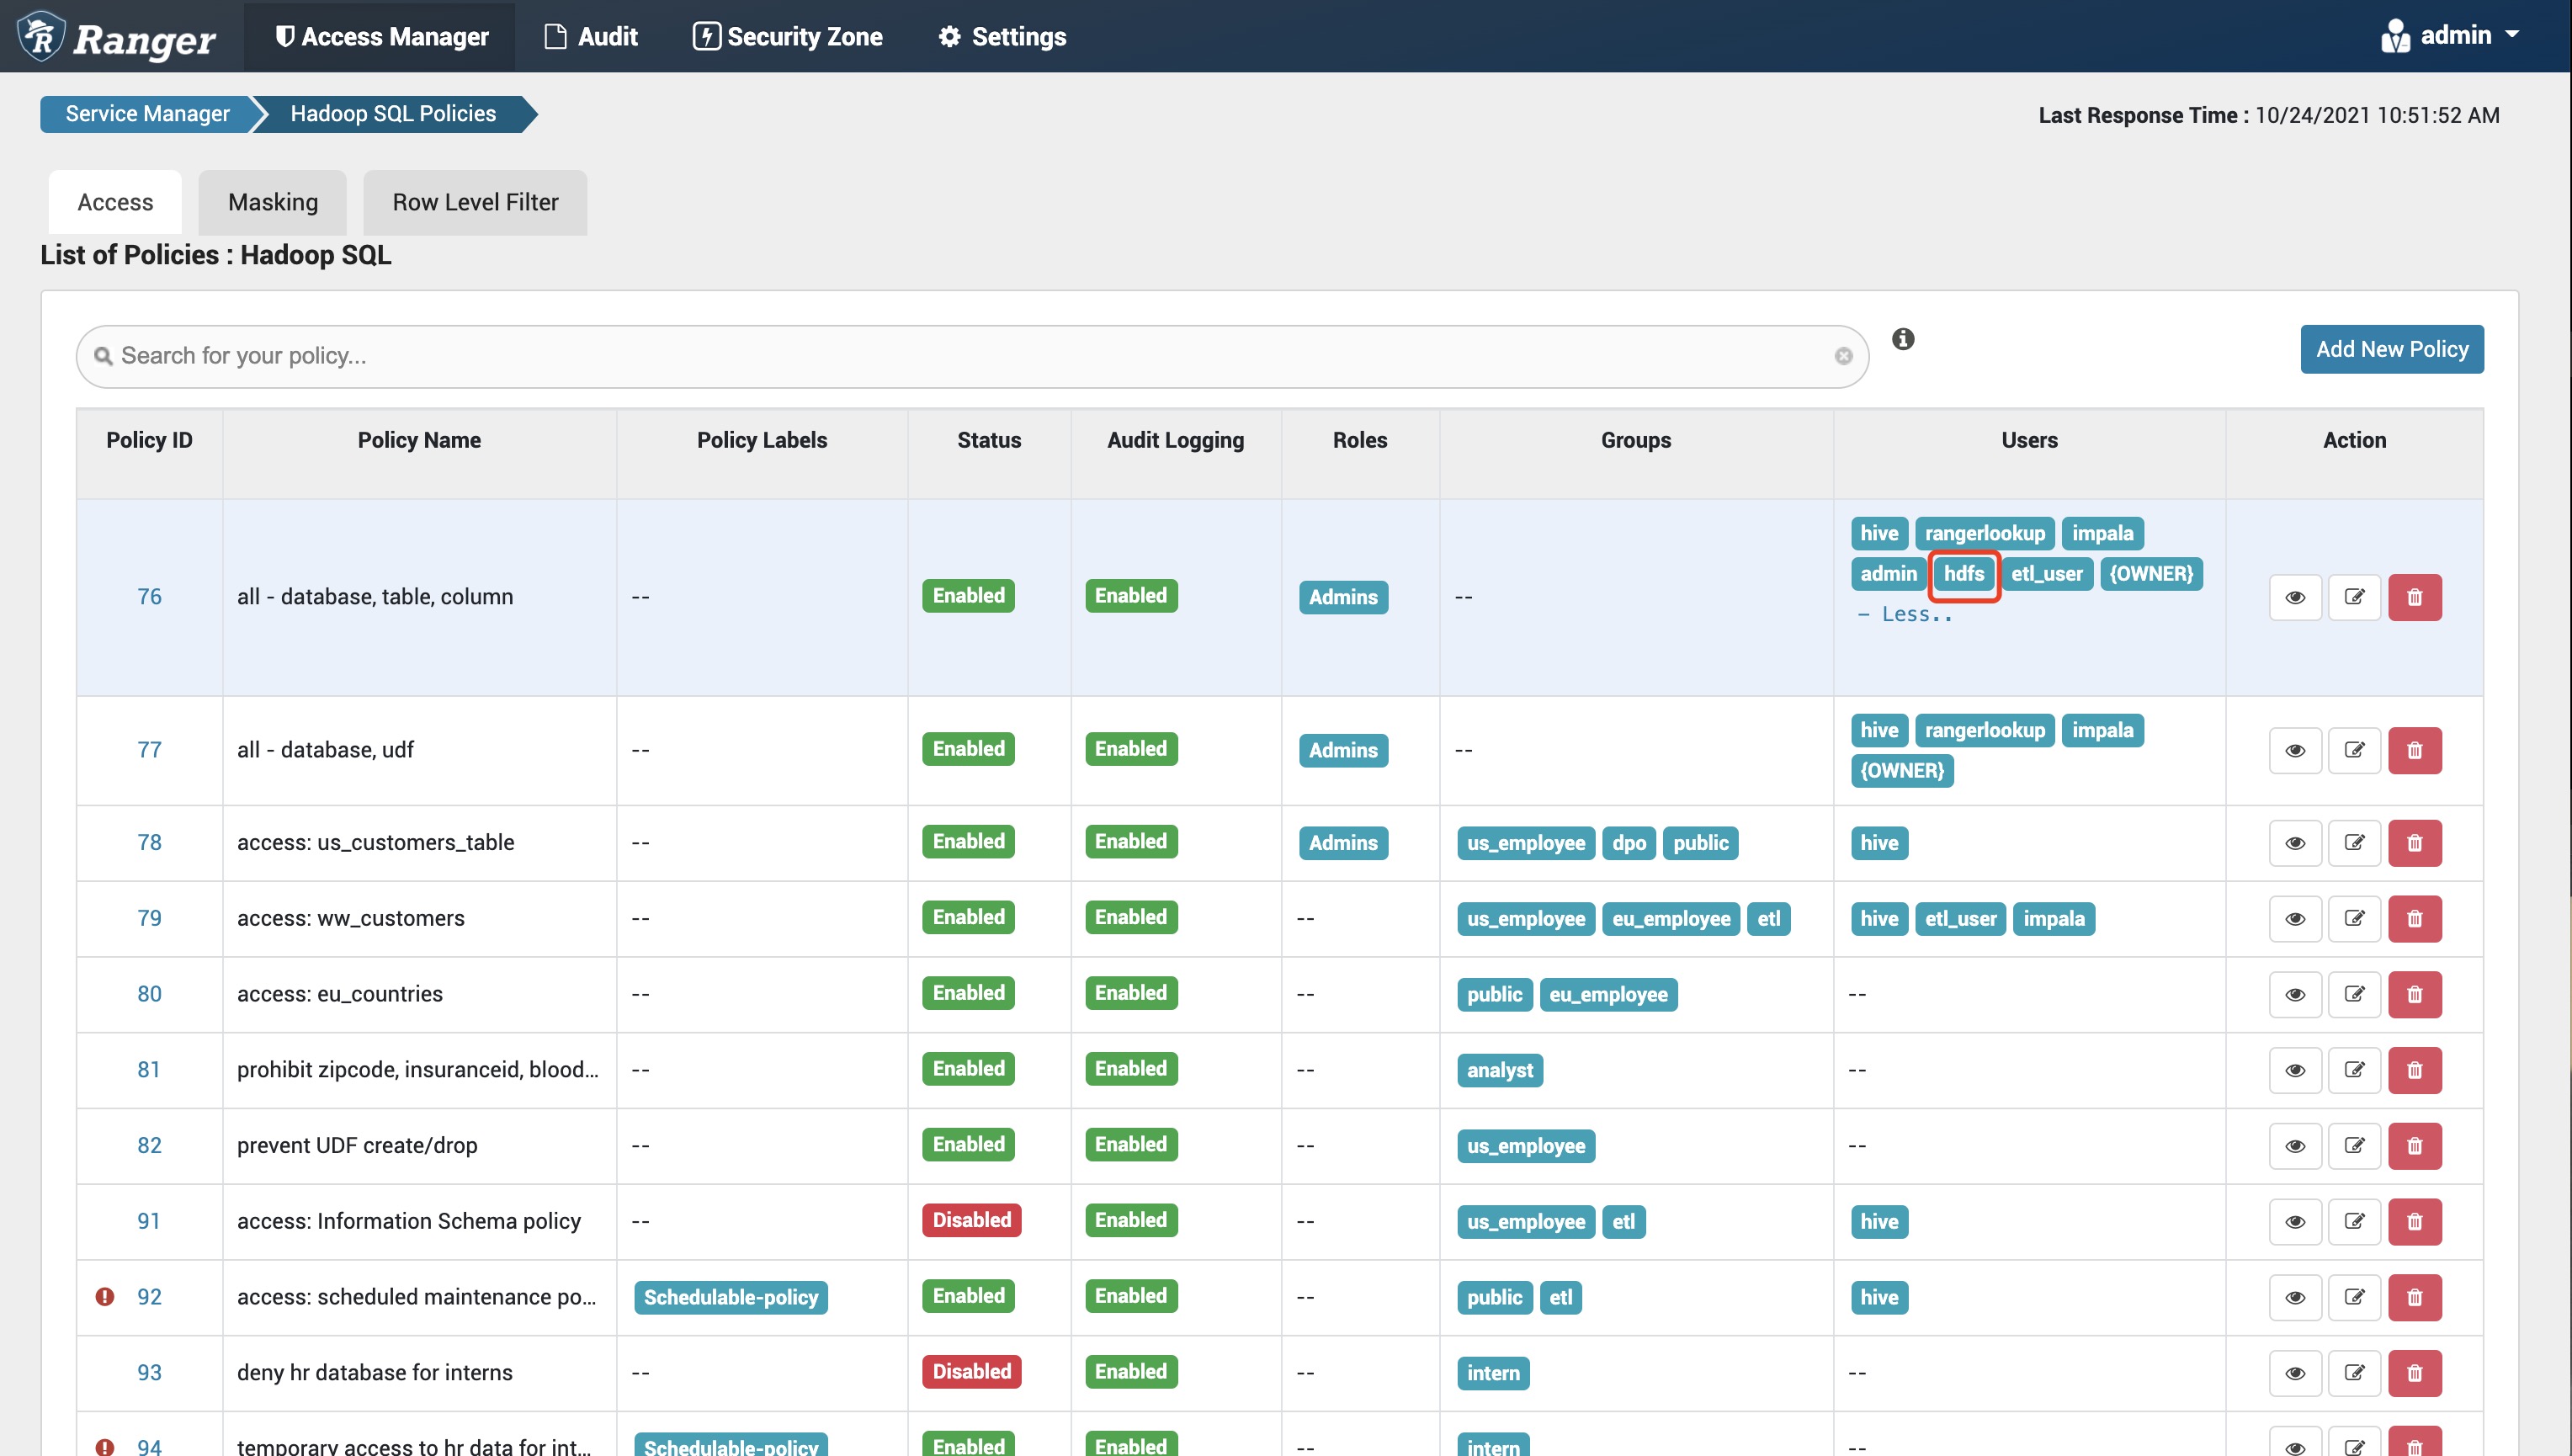 Ranger Access Manager Audit Security Zone Settings admin
Service Manager Hadoop SQL Policies Last Response Time : 10/24/2021 10:51:52 AM
Access Masking Row Level Filter
List of Policies : Hadoop SQL
Search for your policy... Add New Policy
Policy ID Policy Name Policy Labels Status Audit Logging Roles Groups Users Action
hive rangerlookup impala
76 all - database, table, column -- Enabled Enabled Admins -- admin hdfs etl_user {OWNER}
– Less..
77 all - database, udf -- Enabled Enabled Admins -- hive rangerlookup impala
{OWNER}
78 access: us_customers_table -- Enabled Enabled Admins us_employee dpo public hive
79 access: ww_customers -- Enabled Enabled -- us_employee eu_employee etl hive etl_user impala
80 access: eu_countries -- Enabled Enabled -- public eu_employee --
81 prohibit zipcode, insuranceid, blood... -- Enabled Enabled -- analyst --
82 prevent UDF create/drop -- Enabled Enabled -- us_employee --
91 access: Information Schema policy -- Disabled Enabled -- us_employee etl hive
92 access: scheduled maintenance po... Schedulable-policy Enabled Enabled -- public etl hive
93 deny hr database for interns -- Disabled Enabled -- intern --
94 temporary access to hr data for int... Schedulable-policy Enabled Enabled -- intern --